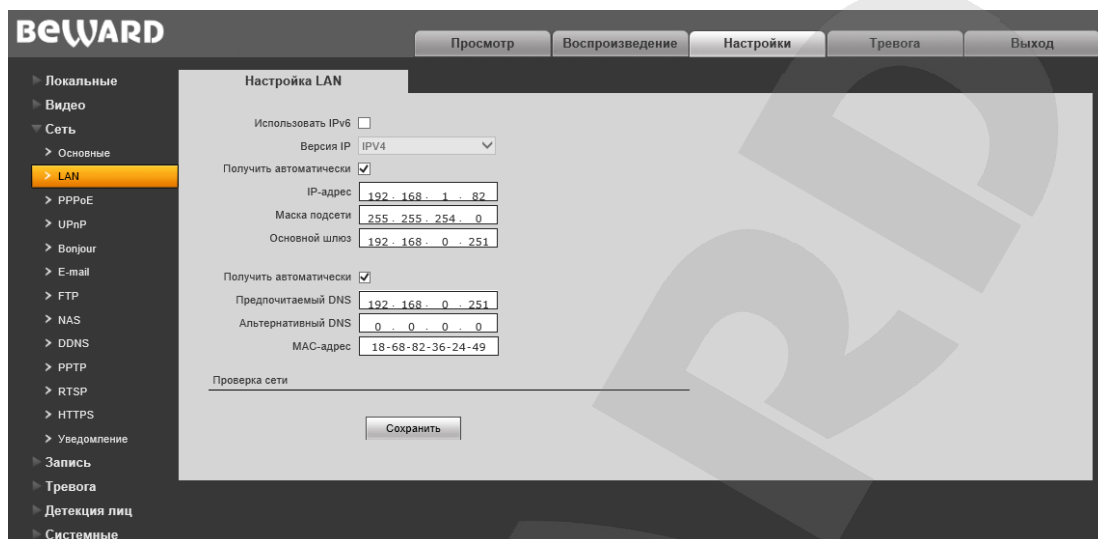 BEWARD
Просмотр
Воспроизведение
Настройки
Тревога
Выход
Локальные
Видео
Сеть
Основные
LAN
PPPoE
UPnP
Bonjour
E-mail
FTP
NAS
DDNS
PPTP
RTSP
HTTPS
Уведомление
Запись
Тревога
Детекция лиц
Системные
Настройка LAN
Использовать IPv6
Версия IP IPV4
Получить автоматически
IP-адрес 192 . 168 . 1 . 82
Маска подсети 255 . 255 . 254 . 0
Основной шлюз 192 . 168 . 0 . 251
Получить автоматически
Предпочитаемый DNS 192 . 168 . 0 . 251
Альтернативный DNS 0 . 0 . 0 . 0
MAC-адрес 18-68-82-36-24-49
Проверка сети
Сохранить